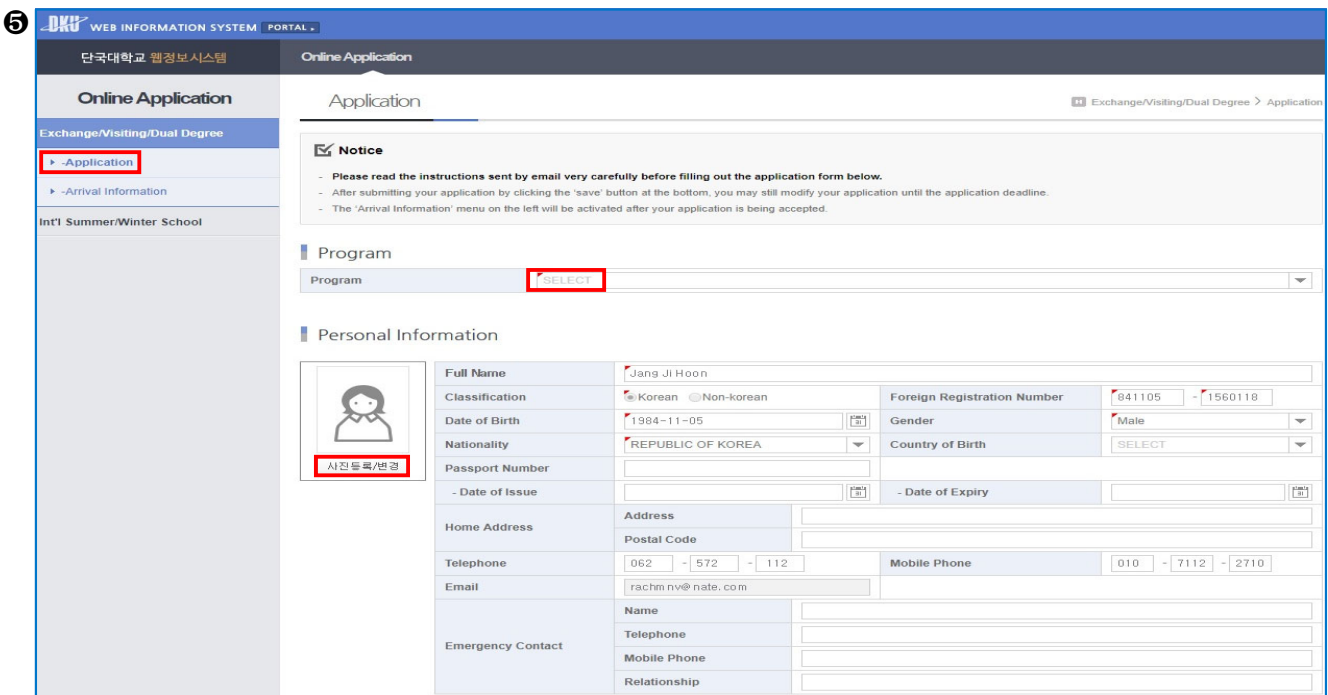 ❺
DKU WEB INFORMATION SYSTEM PORTAL
단국대학교 웹정보시스템 Online Application
Online Application
Exchange/Visiting/Dual Degree
-Application
-Arrival Information
Int'l Summer/Winter School
Application
Exchange/Visiting/Dual Degree > Application
Notice
- Please read the instructions sent by email very carefully before filling out the application form below.
- After submitting your application by clicking the 'save' button at the bottom, you may still modify your application until the application deadline.
- The 'Arrival Information' menu on the left will be activated after your application is being accepted.
Program
Program SELECT
Personal Information
사진등록/변경
Full Name Jang Ji Hoon
Classification Korean Non-korean Foreign Registration Number 841105 - 1560118
Date of Birth 1984-11-05 Gender Male
Nationality REPUBLIC OF KOREA Country of Birth SELECT
Passport Number
- Date of Issue - Date of Expiry
Home Address
Address
Postal Code
Telephone 062 - 572 - 112 Mobile Phone 010 - 7112 - 2710
Email rachmnv@nate.com
Emergency Contact
Name
Telephone
Mobile Phone
Relationship